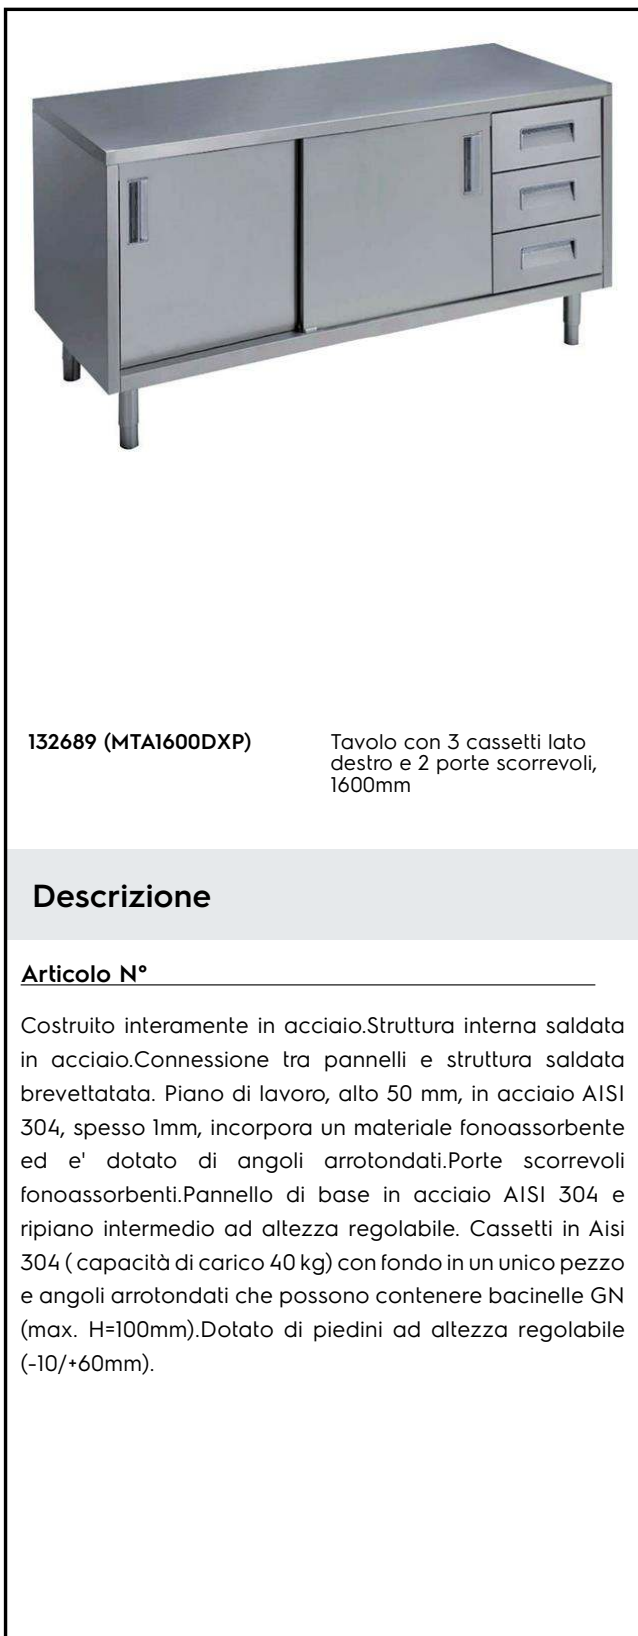 132689 (MTA1600DXP)
Tavolo con 3 cassetti lato
destro e 2 porte scorrevoli,
1600mm
Descrizione
Articolo N°
Costruito interamente in acciaio.Struttura interna saldata
in acciaio.Connessione tra pannelli e struttura saldata
brevettatata. Piano di lavoro, alto 50 mm, in acciaio AISI
304, spesso 1mm, incorpora un materiale fonoassorbente
ed e' dotato di angoli arrotondati.Porte scorrevoli
fonoassorbenti.Pannello di base in acciaio AISI 304 e
ripiano intermedio ad altezza regolabile. Cassetti in Aisi
304 ( capacità di carico 40 kg) con fondo in un unico pezzo
e angoli arrotondati che possono contenere bacinelle GN
(max. H=100mm).Dotato di piedini ad altezza regolabile
(-10/+60mm).